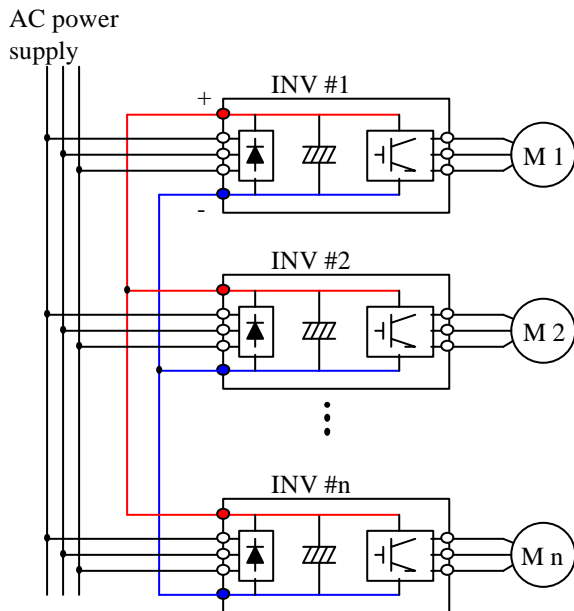 AC power
supply
INV #1
+
-
M 1
INV #2
M 2
INV #n
M n